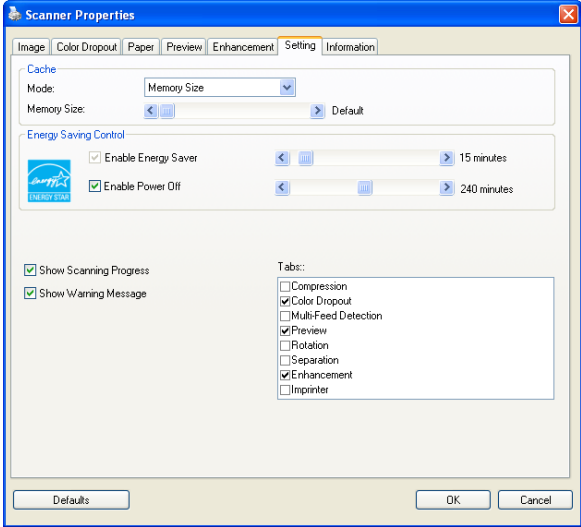 Scanner Properties
Image Color Dropout Paper Preview Enhancement Setting Information
Cache
Mode: Memory Size
Memory Size: Default
Energy Saving Control
Enable Energy Saver 15 minutes
energy
ENERGY STAR
Enable Power Off 240 minutes
Show Scanning Progress
Show Warning Message
Tabs::
Compression
Color Dropout
Multi-Feed Detection
Preview
Rotation
Separation
Enhancement
Imprinter
Defaults OK Cancel